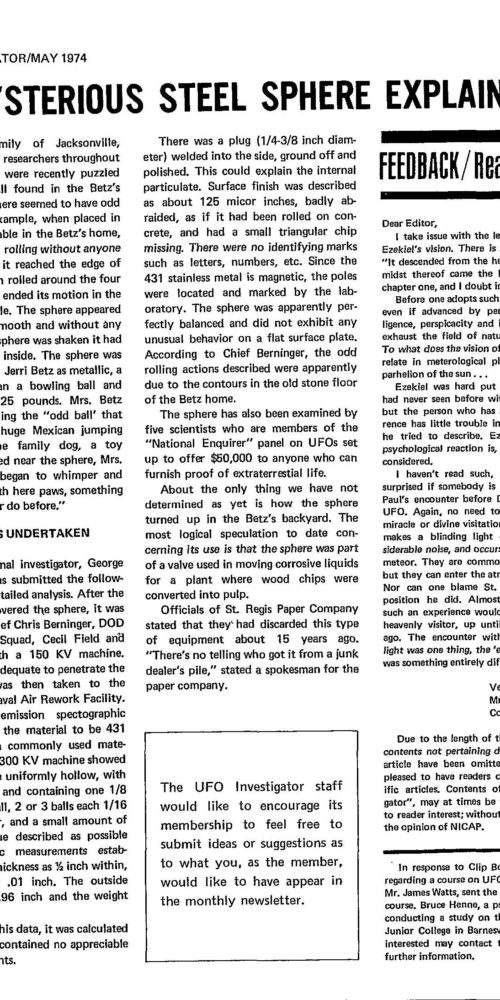 ATOR/MAY 1974
YSTERIOUS STEEL SPHERE EXPLAIN
mily of Jacksonville,
researchers throughout
were recently puzzled
ll found in the Betz's
ere seemed to have odd
xample, when placed in
able in the Betz's home,
rolling without anyone
it reached the edge of
n rolled around the four
ended its motion in the
le. The sphere appeared
mooth and without any
sphere was shaken it had
inside. The sphere was
Jerri Betz as metallic, a
an a bowling ball and
25 pounds. Mrs. Betz
ing the "odd ball' that
huge Mexican jumping
e family dog, a toy
ed near the sphere, Mrs.
began to whimper and
th here paws, something
r do before."
S UNDERTAKEN
nal investigator, George
as submitted the follow-
tailed analysis. After the
overed the sphere, it was
ef Chris Berninger, DOD
Squad, Cecil Field and
th a 150 KV machine.
dequate to penetrate the
was then taken to the
aval Air Rework Facility.
emission spectographic
the material to be 431
a commonly used mate-
300 KV machine showed
e uniformly hollow, with
and containing one 1/8
ll, 2 or 3 balls each 1/16
r, and a small amount of
ue described as possible
c measurements estab-
hickness as ½ inch within,
.01 inch. The outside
.96 inch and the weight
his data, it was calculated
contained no appreciable
nts.
There was a plug (1/4-3/8 inch diam-
eter) welded into the side, ground off and
polished. This could explain the internal
particulate. Surface finish was described
as about 125 micor inches, badly ab-
raided, as if it had been rolled on con-
crete, and had a small triangular chip
missing. There were no identifying marks
such as letters, numbers, etc. Since the
431 stainless metal is magnetic, the poles
were located and marked by the lab-
oratory. The sphere was apparently per-
fectly balanced and did not exhibit any
unusual behavior on a flat surface plate.
According to Chief Berninger, the odd
rolling actions described were apparently
due to the contours in the old stone floor
of the Betz home.
The sphere has also been examined by
five scientists who are members of the
"National Enquirer" panel on UFOs set
up to offer $50,000 to anyone who can
furnish proof of extraterrestial life.
About the only thing we have not
determined as yet is how the sphere
turned up in the Betz's backyard. The
most logical speculation to date con-
cerning its use is that the sphere was part
of a valve used in moving corrosive liquids
for a plant where wood chips were
converted into pulp.
Officials of St. Regis Paper Company
stated that they had discarded this type
of equipment about 15 years ago.
"There's no telling who got it from a junk
dealer's pile," stated a spokesman for the
paper company.
The UFO Investigator staff
would like to encourage its
membership to feel free to
submit ideas or suggestions as
to what you, as the member,
would like to have appear in
the monthly newsletter.
FEEDBACK/Rea
Dear Editor,
I take issue with the le
Ezekiel's vision. There is
"It descended from the he
midst thereof came the l
chapter one, and I doubt in
Before one adopts such
even if advanced by per
ligence, perspicacity and i
exhaust the field of natu
To what does the vision of
relate in meterological ph
parhelion of the sun . . .
Ezekiel was hard put
had never seen before wi
but the person who has
rence has little trouble in
he tried to describe. Ez
psychological reaction is,
considered.
I haven't read such,
surprised if somebody is
Paul's encounter before D
UFO. Again, no need to
miracle or divine visitation
makes a blinding light
siderable noise, and occurs
meteor. They are commo
but they can enter the atm
Nor can one blame St.
position he did. Almost
such an experience would
heavenly visitor, up until
ago. The encounter with
light was one thing, the 'e
was something entirely dif
Ve
Mr
Co
Due to the length of t
contents not pertaining d
article have been omitte
pleased to have readers c
ific articles. Contents of
gator", may at times be
to reader interest; without
the opinion of NICAP.
In response to Clip Bo
regarding a course on UFO
Mr. James Watts, sent the
course. Bruce Henne, a p
conducting a study on th
Junior College in Barnesv
interested may contact t
further information.